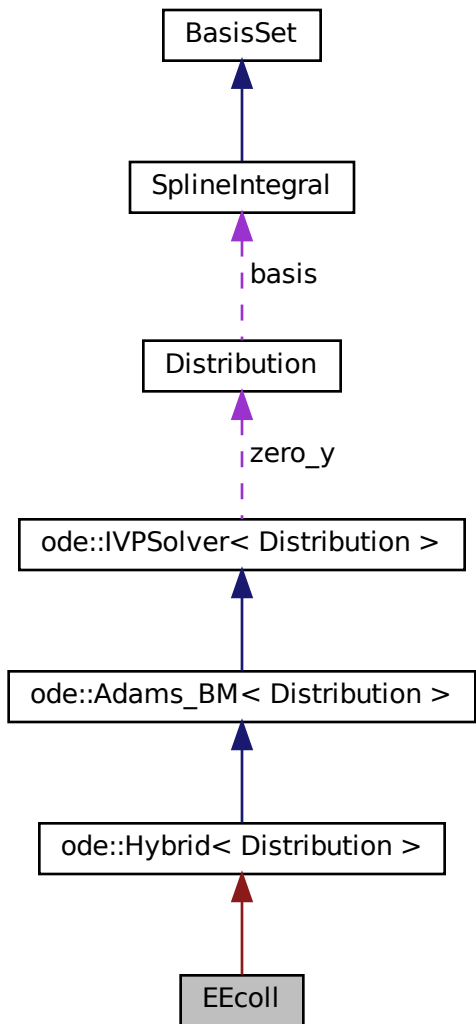 BasisSet
SplineIntegral
basis
Distribution
zero_y
ode::IVPSolver< Distribution >
ode::Adams_BM< Distribution >
ode::Hybrid< Distribution >
EEcoll